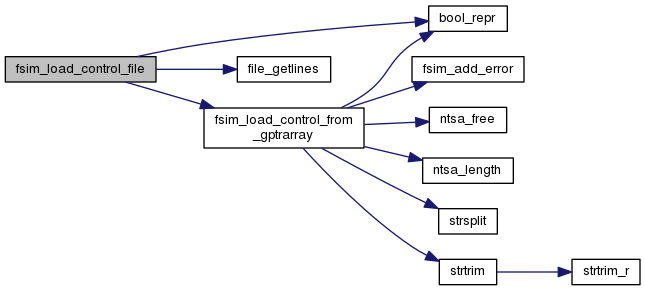 fsim_load_control_file
file_getlines
fsim_load_control_from
_gptrarray
bool_repr
fsim_add_error
ntsa_free
ntsa_length
strsplit
strtrim
strtrim_r